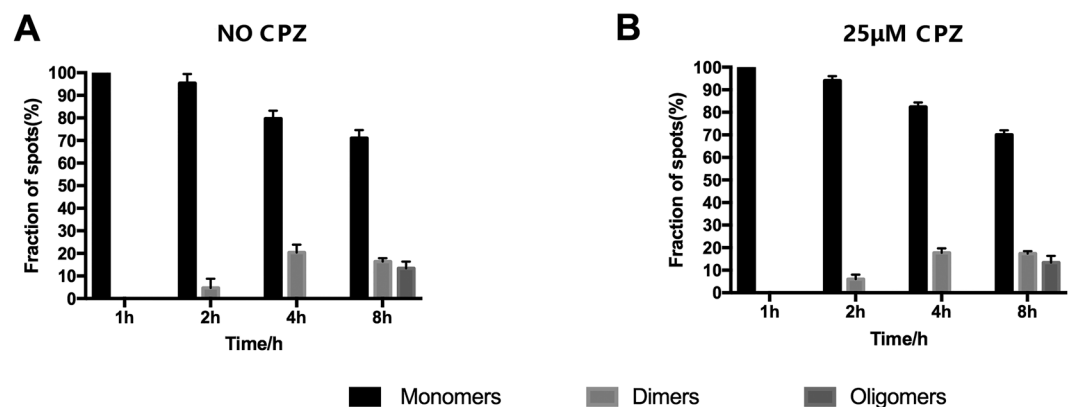 A
NO CPZ
Fraction of spots(%)
100
90
80
70
60
50
40
30
20
10
0
1h
2h
4h
8h
Time/h
B
25μM CPZ
Fraction of spots(%)
100
90
80
70
60
50
40
30
20
10
0
1h
2h
4h
8h
Time/h
Monomers
Dimers
Oligomers